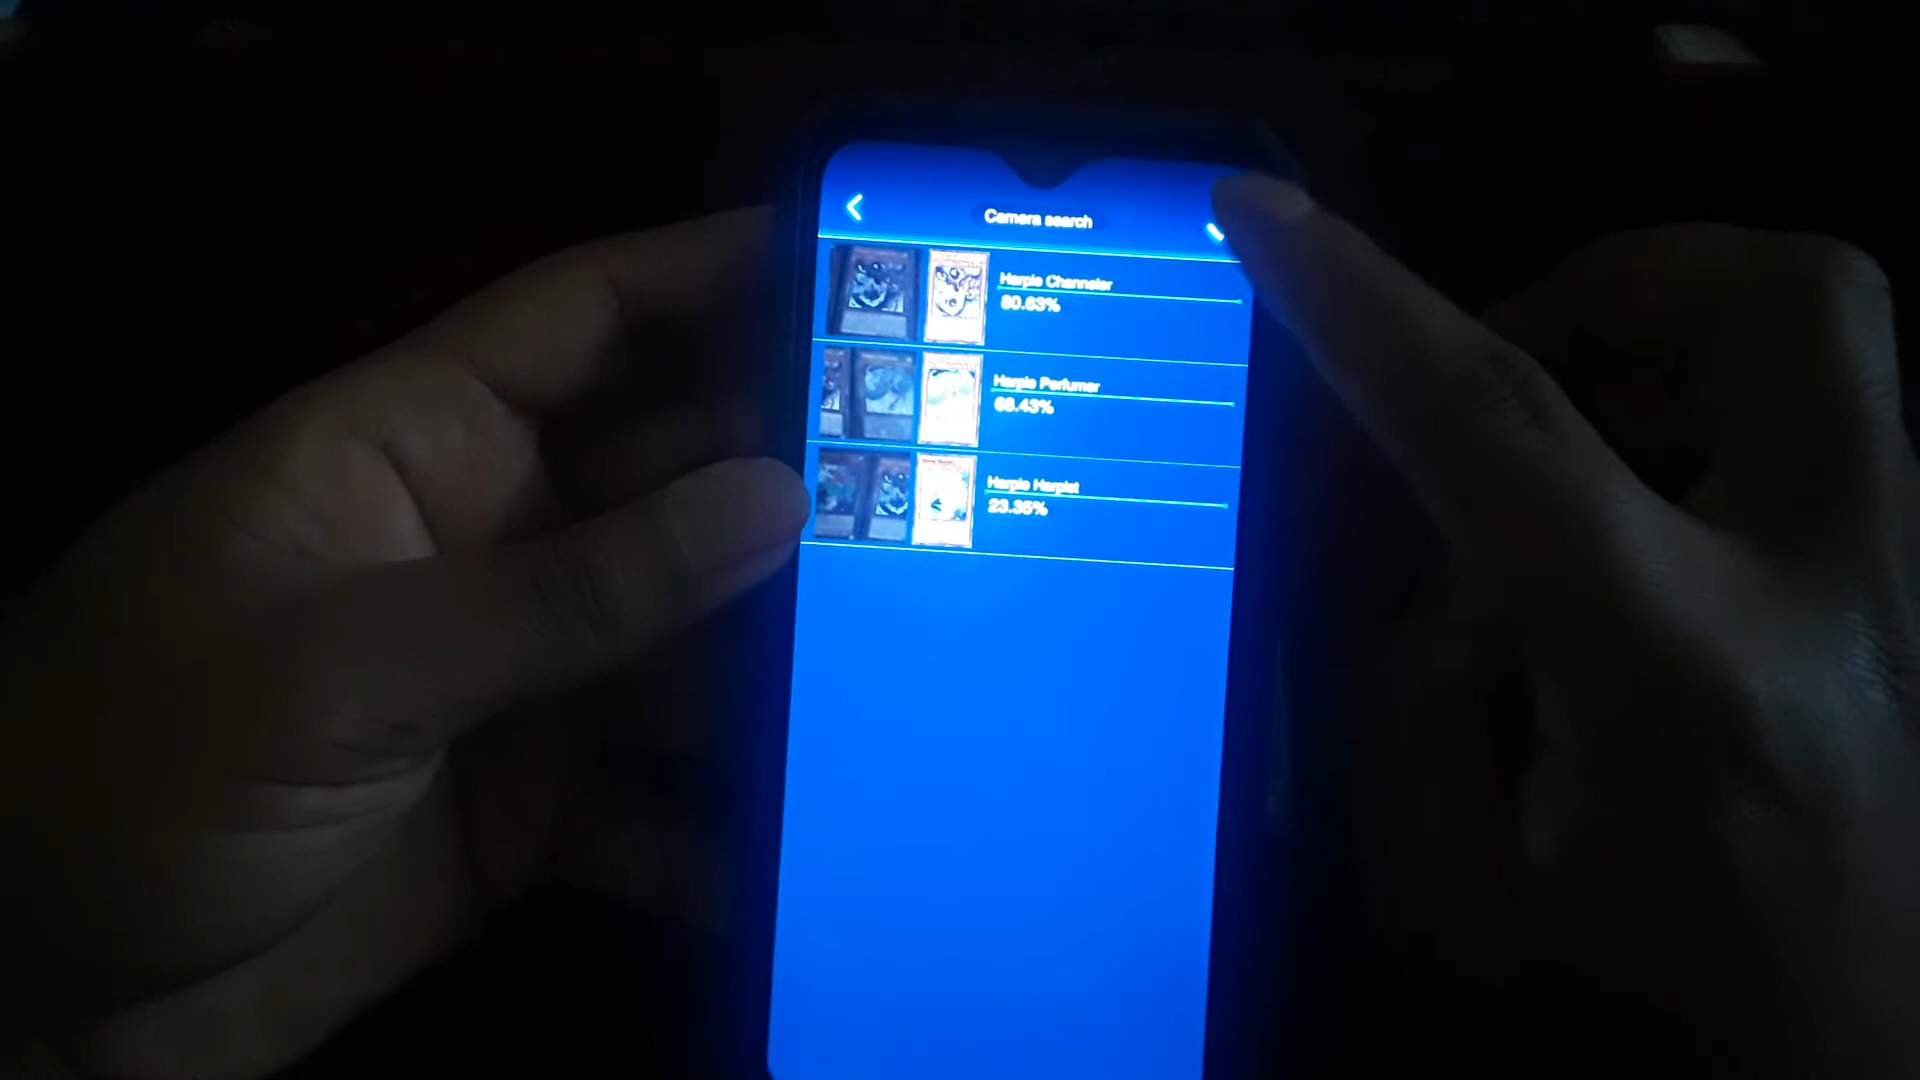 Camera search
Harpie Channeler
80.63%
Harpie Perfumer
68.43%
Harpie Harpist
23.35%